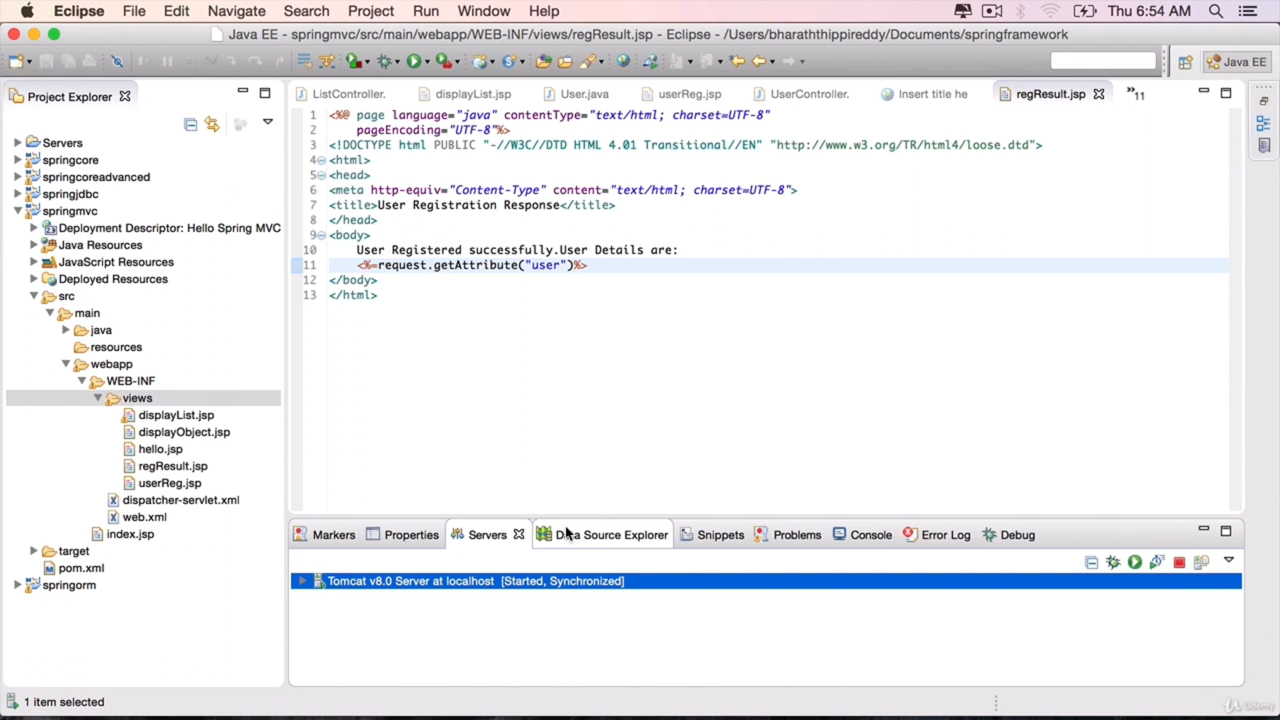 Eclipse File Edit Navigate Search Project Run Window Help Thu 6:54 AM
Java EE - springmvc/src/main/webapp/WEB-INF/views/regResult.jsp - Eclipse - /Users/bharaththippireddy/Documents/springframework
Java EE
Project Explorer
Servers
springcore
springcoreadvanced
springjdbc
springmvc
Deployment Descriptor: Hello Spring MVC
Java Resources
JavaScript Resources
Deployed Resources
src
main
java
resources
webapp
WEB-INF
views
displayList.jsp
displayObject.jsp
hello.jsp
regResult.jsp
userReg.jsp
dispatcher-servlet.xml
web.xml
index.jsp
target
pom.xml
springorm
ListController. displayList.jsp User.java userReg.jsp UserController. Insert title he regResult.jsp »11
1 <%@ page language="java" contentType="text/html; charset=UTF-8"
2 pageEncoding="UTF-8"%>
3 <!DOCTYPE html PUBLIC "-//W3C//DTD HTML 4.01 Transitional//EN" "http://www.w3.org/TR/html4/loose.dtd">
4 <html>
5 <head>
6 <meta http-equiv="Content-Type" content="text/html; charset=UTF-8">
7 <title>User Registration Response</title>
8 </head>
9 <body>
10 User Registered successfully.User Details are:
11 <%=request.getAttribute("user")%>
12 </body>
13 </html>
Markers Properties Servers Data Source Explorer Snippets Problems Console Error Log Debug
Tomcat v8.0 Server at localhost [Started, Synchronized]
1 item selected
Udemy